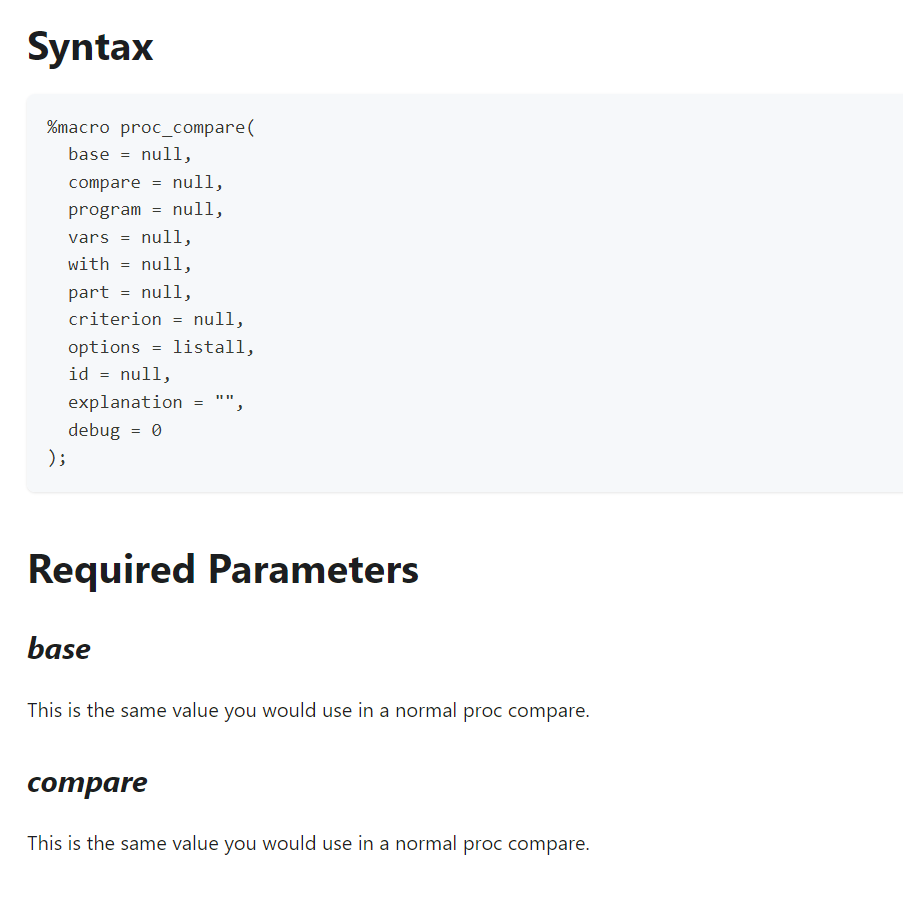 Syntax
%macro proc_compare(
  base = null,
  compare = null,
  program = null,
  vars = null,
  with = null,
  part = null,
  criterion = null,
  options = listall,
  id = null,
  explanation = "",
  debug = 0
);
Required Parameters
base
This is the same value you would use in a normal proc compare.
compare
This is the same value you would use in a normal proc compare.